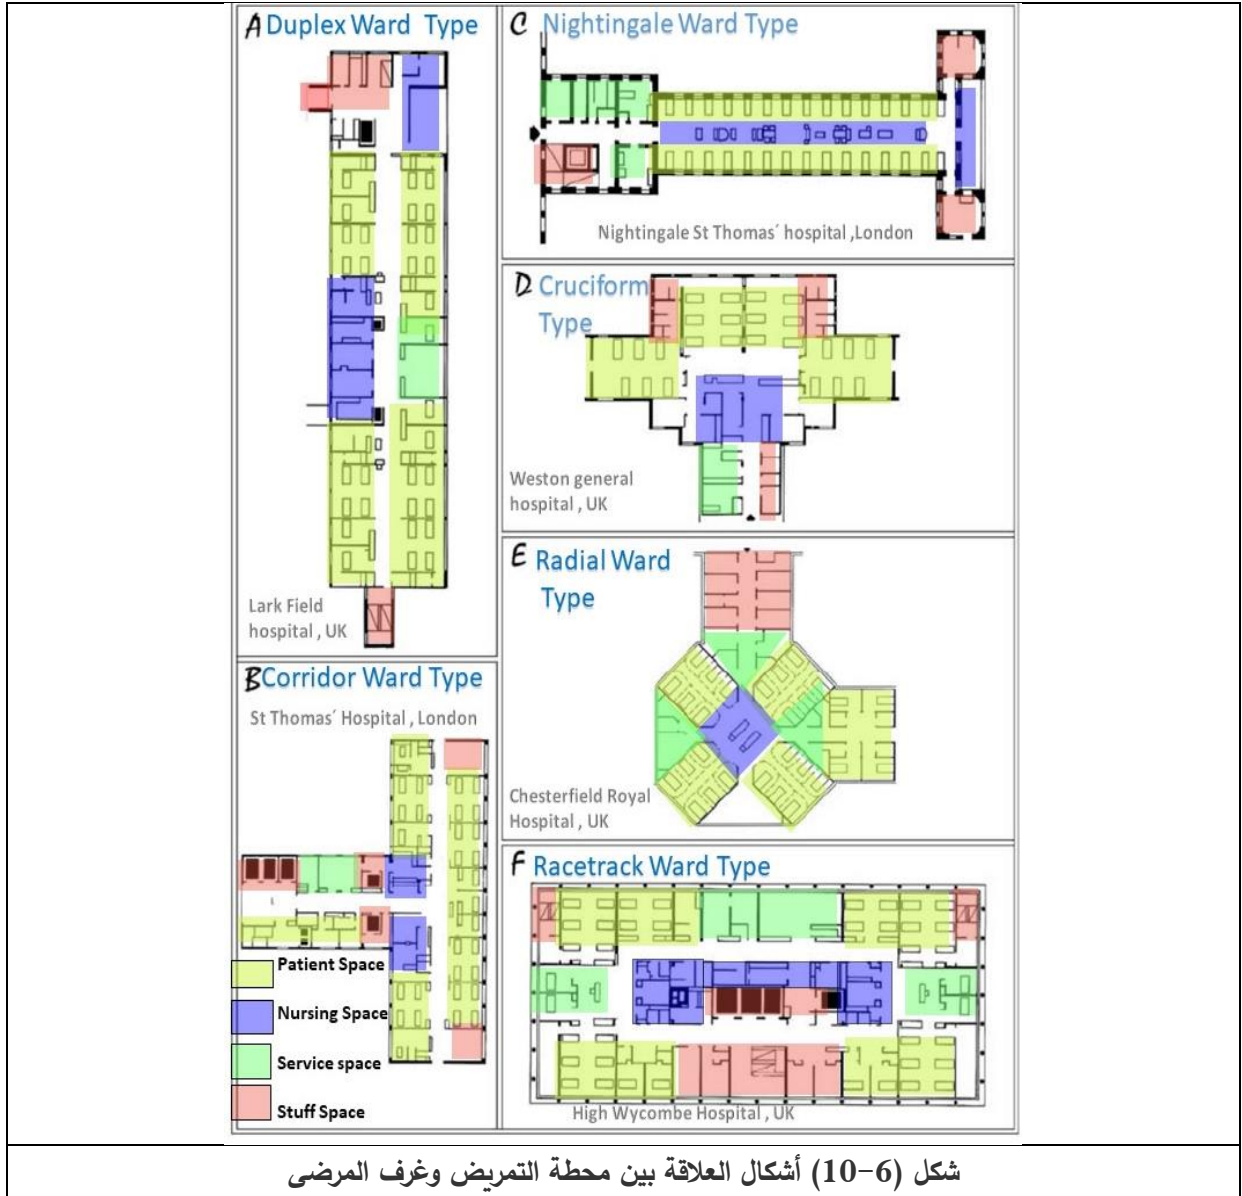 A Duplex Ward Type
Lark Field
hospital , UK
B Corridor Ward Type
St Thomas´ Hospital , London
Patient Space
Nursing Space
Service space
Stuff Space
C Nightingale Ward Type
Nightingale St Thomas´ hospital ,London
D Cruciform
Type
Weston general
hospital , UK
E Radial Ward
Type
Chesterfield Royal
Hospital , UK
F Racetrack Ward Type
High Wycombe Hospital , UK
شكل (6-10) أشكال العلاقة بين محطة التمريض وغرف المرضى